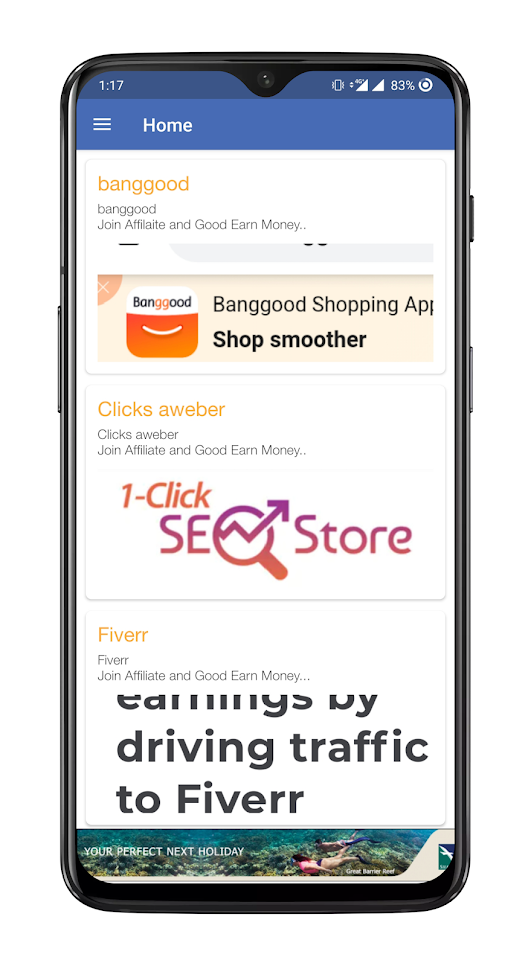 1:17
4G
83%
Home
banggood
banggood
Join Affilaite and Good Earn Money..
Banggood
Banggood Shopping App
Shop smoother
Clicks aweber
Clicks aweber
Join Affiliate and Good Earn Money..
1-Click
SEO Store
Fiverr
Fiverr
Join Affiliate and Good Earn Money...
earnings by
driving traffic
to Fiverr
YOUR PERFECT NEXT HOLIDAY
Great Barrier Reef